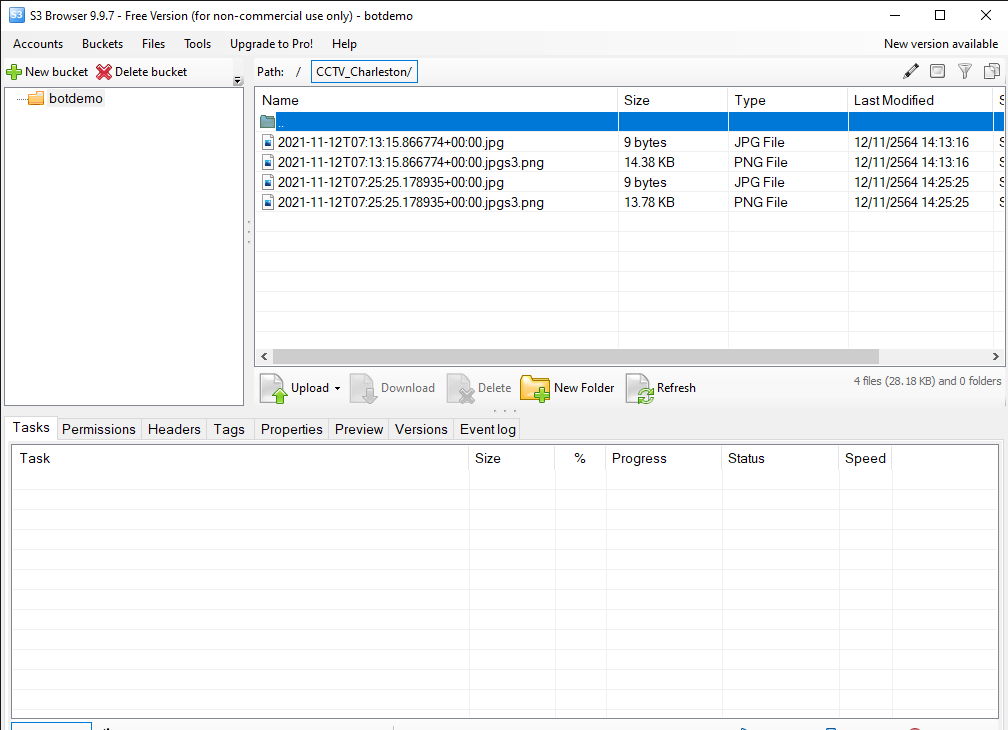 S3 S3 Browser 9.9.7 - Free Version (for non-commercial use only) - botdemo
Accounts Buckets Files Tools Upgrade to Pro! Help New version available
New bucket Delete bucket Path: / CCTV_Charleston/
botdemo
Name Size Type Last Modified S
..
2021-11-12T07:13:15.866774+00:00.jpg 9 bytes JPG File 12/11/2564 14:13:16 S
2021-11-12T07:13:15.866774+00:00.jpgs3.png 14.38 KB PNG File 12/11/2564 14:13:16 S
2021-11-12T07:25:25.178935+00:00.jpg 9 bytes JPG File 12/11/2564 14:25:25 S
2021-11-12T07:25:25.178935+00:00.jpgs3.png 13.78 KB PNG File 12/11/2564 14:25:25 S
Upload Download Delete New Folder Refresh 4 files (28.18 KB) and 0 folders
Tasks Permissions Headers Tags Properties Preview Versions Event log
Task Size % Progress Status Speed